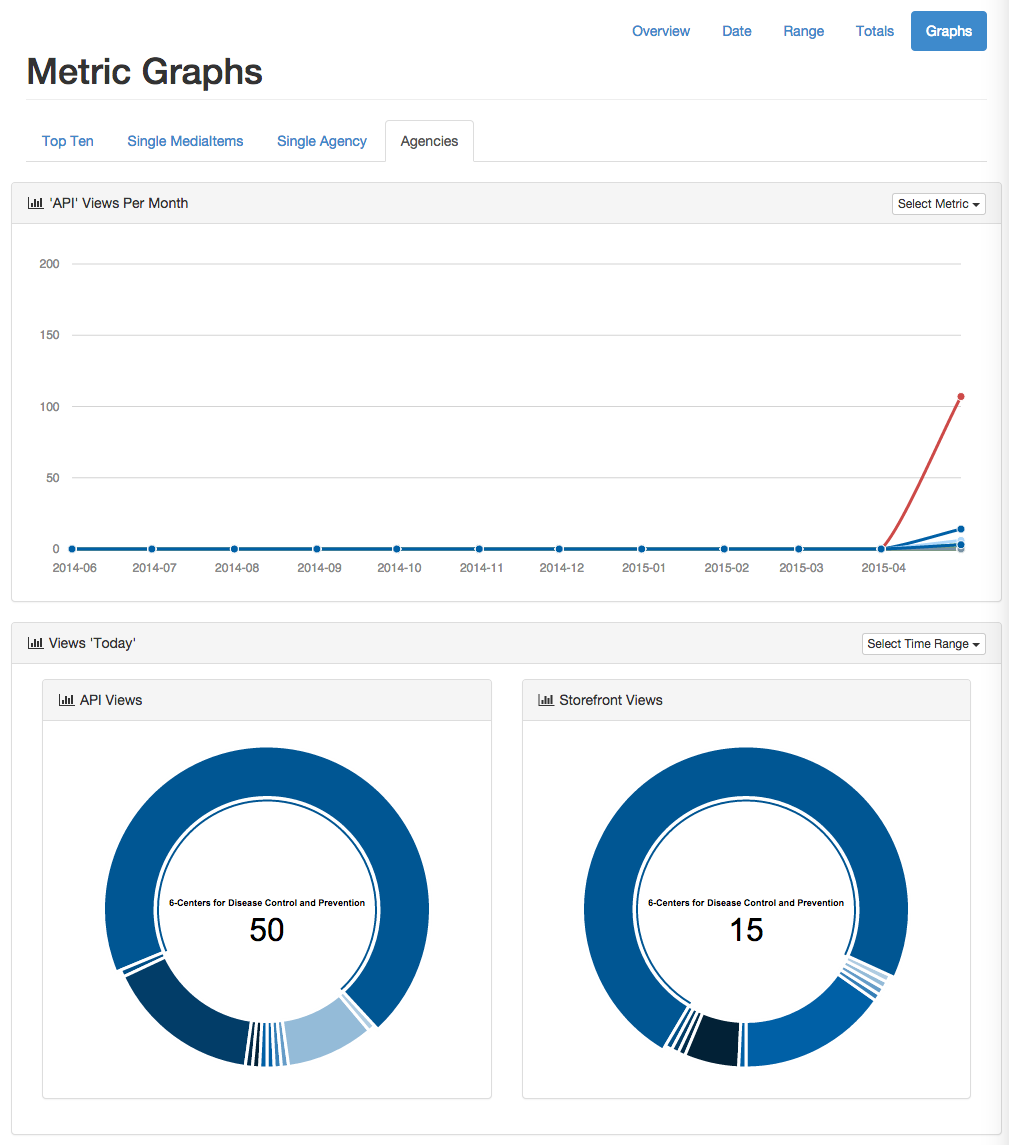 Overview Date Range Totals Graphs
Metric Graphs
Top Ten Single MediaItems Single Agency Agencies
'API' Views Per Month Select Metric
200
150
100
50
0
2014-06 2014-07 2014-08 2014-09 2014-10 2014-11 2014-12 2015-01 2015-02 2015-03 2015-04
Views 'Today' Select Time Range
API Views Storefront Views
6-Centers for Disease Control and Prevention 6-Centers for Disease Control and Prevention
50 15